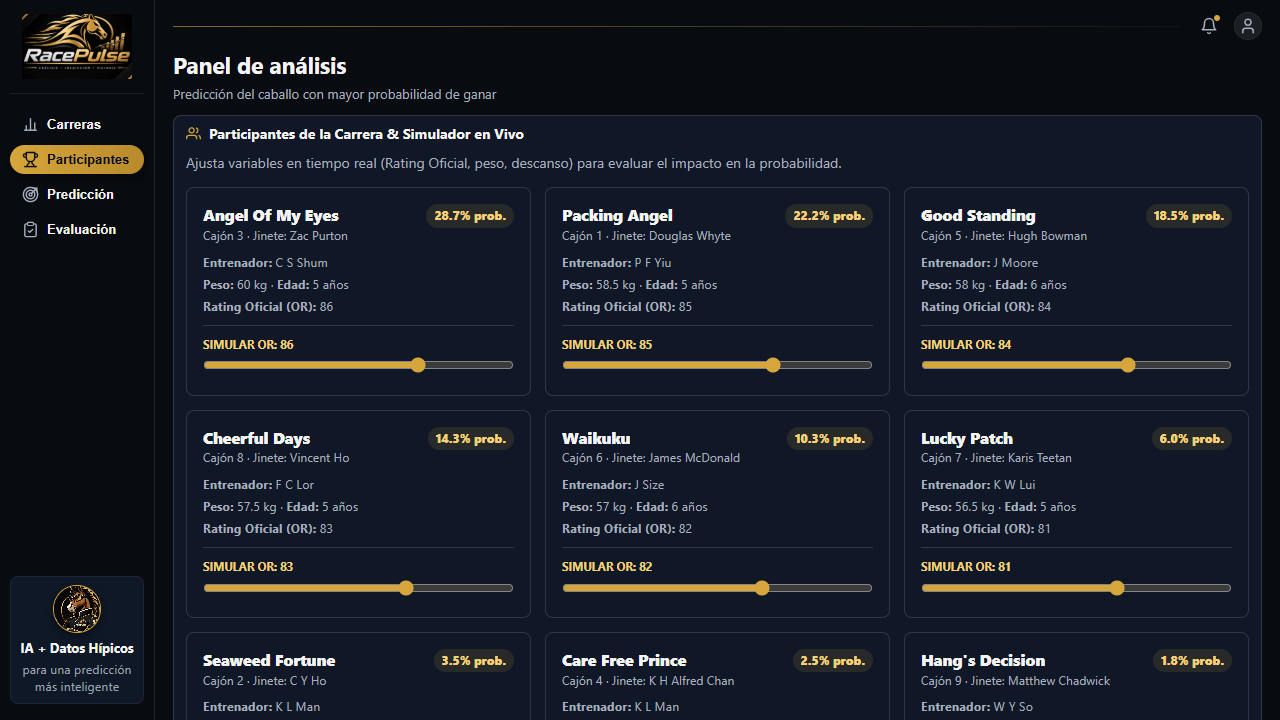 RacePulse
Carreras
Participantes
Predicción
Evaluación
IA + Datos Hípicos
para una predicción
más inteligente
Panel de análisis
Predicción del caballo con mayor probabilidad de ganar
Participantes de la Carrera & Simulador en Vivo
Ajusta variables en tiempo real (Rating Oficial, peso, descanso) para evaluar el impacto en la probabilidad.
Angel Of My Eyes
28.7% prob.
Cajón 3 · Jinete: Zac Purton
Entrenador: C S Shum
Peso: 60 kg · Edad: 5 años
Rating Oficial (OR): 86
SIMULAR OR: 86
Packing Angel
22.2% prob.
Cajón 1 · Jinete: Douglas Whyte
Entrenador: P F Yiu
Peso: 58.5 kg · Edad: 5 años
Rating Oficial (OR): 85
SIMULAR OR: 85
Good Standing
18.5% prob.
Cajón 5 · Jinete: Hugh Bowman
Entrenador: J Moore
Peso: 58 kg · Edad: 6 años
Rating Oficial (OR): 84
SIMULAR OR: 84
Cheerful Days
14.3% prob.
Cajón 8 · Jinete: Vincent Ho
Entrenador: F C Lor
Peso: 57.5 kg · Edad: 5 años
Rating Oficial (OR): 83
SIMULAR OR: 83
Waikuku
10.3% prob.
Cajón 6 · Jinete: James McDonald
Entrenador: J Size
Peso: 57 kg · Edad: 6 años
Rating Oficial (OR): 82
SIMULAR OR: 82
Lucky Patch
6.0% prob.
Cajón 7 · Jinete: Karis Teetan
Entrenador: K W Lui
Peso: 56.5 kg · Edad: 5 años
Rating Oficial (OR): 81
SIMULAR OR: 81
Seaweed Fortune
3.5% prob.
Cajón 2 · Jinete: C Y Ho
Entrenador: K L Man
Care Free Prince
2.5% prob.
Cajón 4 · Jinete: K H Alfred Chan
Entrenador: K L Man
Hang's Decision
1.8% prob.
Cajón 9 · Jinete: Matthew Chadwick
Entrenador: W Y So